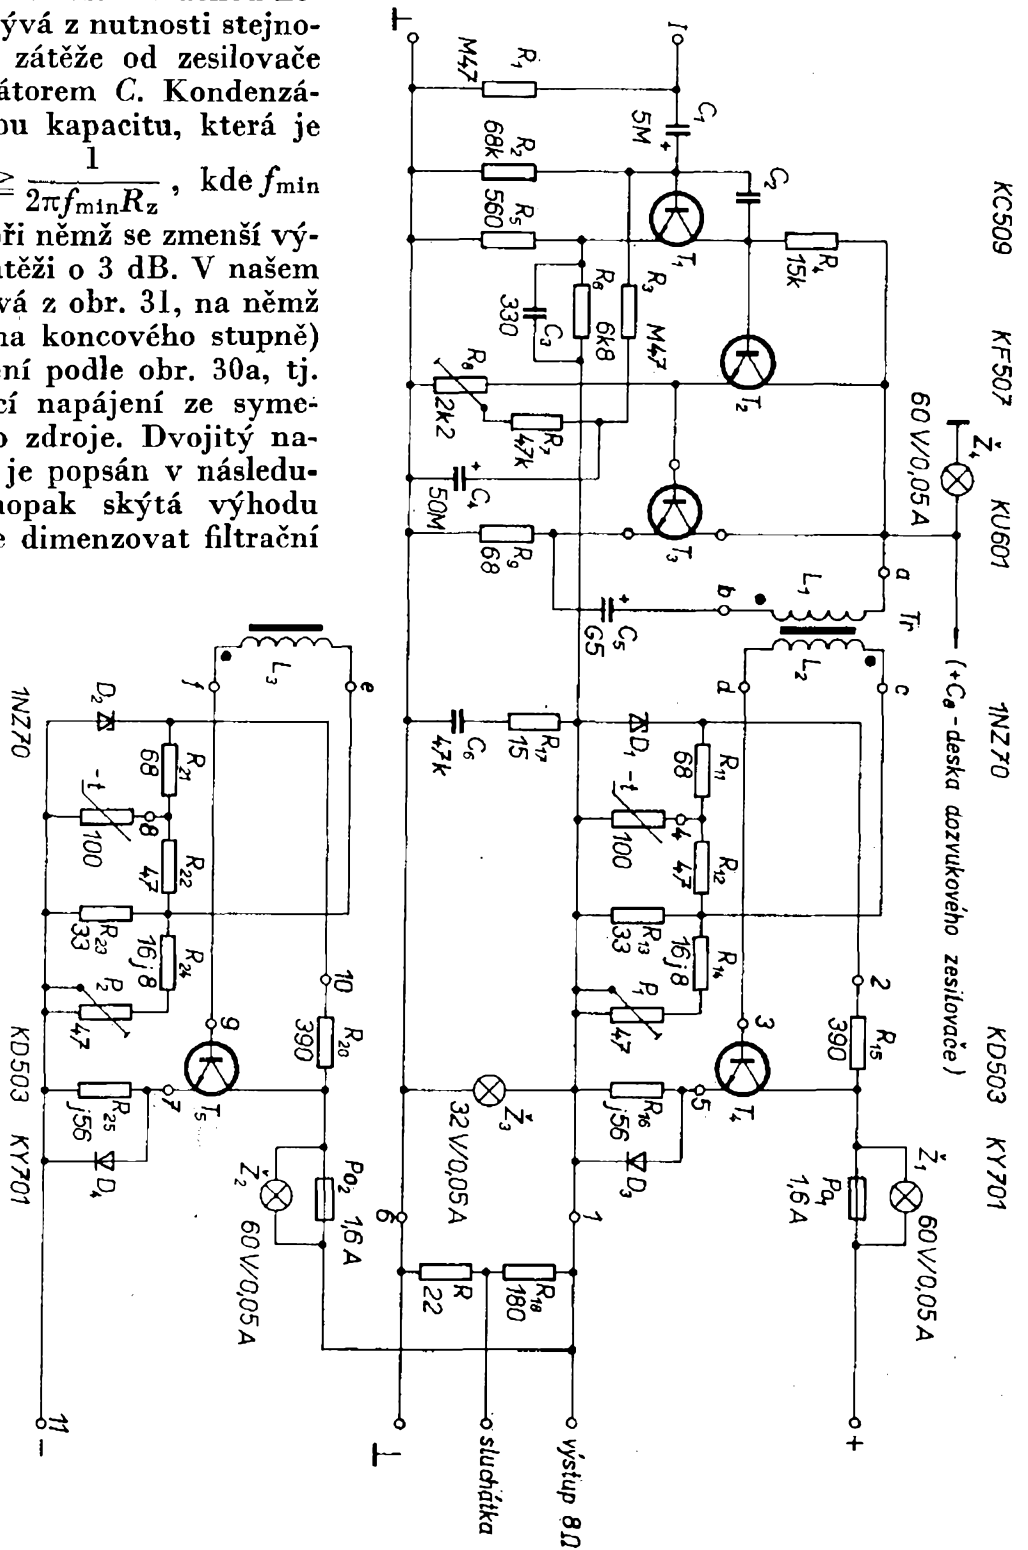 ývá z nutnosti stejno-
zátěže od zesilovače
átorem C. Kondenzá-
ou kapacitu, která je
≧ 1/(2πf_min R_z), kde f_min
ři němž se zmenší vý-
átěži o 3 dB. V našem
vá z obr. 31, na němž
na koncového stupně)
ení podle obr. 30a, tj.
cí napájení ze syme-
o zdroje. Dvojitý na-
je popsán v následu-
nopak skýtá výhodu
e dimenzovat filtrační
KC509
KF507
KU601
1NZ70
KD503
KY701
I
⊥
R₁
M47
C₁
5M
+
R₂
68k
C₂
R₅
560
T₁
R₄
15k
R₃
M47
R₆
6k8
C₃
330
T₂
R₈
2k2
R₇
47k
C₄
50M
+
T₃
R₉
68
Ž₄
60 V/0,05 A
(+C₈ - deska dozvukového zesilovače)
a
b
L₁
Tr
L₂
c
d
C₅
G5
+
C₆
47k
R₁₇
15
D₁
R₁₁
68
-t
100
4
R₁₂
4,7
R₁₃
33
R₁₄
16j8
P₁
4,7
2
R₁₅
390
3
T₄
5
R₁₆
j56
D₃
Ž₁
60 V/0,05 A
Po₁
1,6 A
+
Ž₃
32 V/0,05 A
1
6
R₁₈
180
R
22
výstup 8 Ω
sluchátka
⊥
L₃
e
f
1NZ70
D₂
R₂₁
68
-t
100
8
R₂₂
4,7
R₂₃
33
R₂₄
16j8
P₂
4,7
10
R₂₀
390
9
T₅
7
R₂₅
j56
D₄
KD503
KY701
Ž₂
60 V/0,05 A
Po₂
1,6 A
11
-